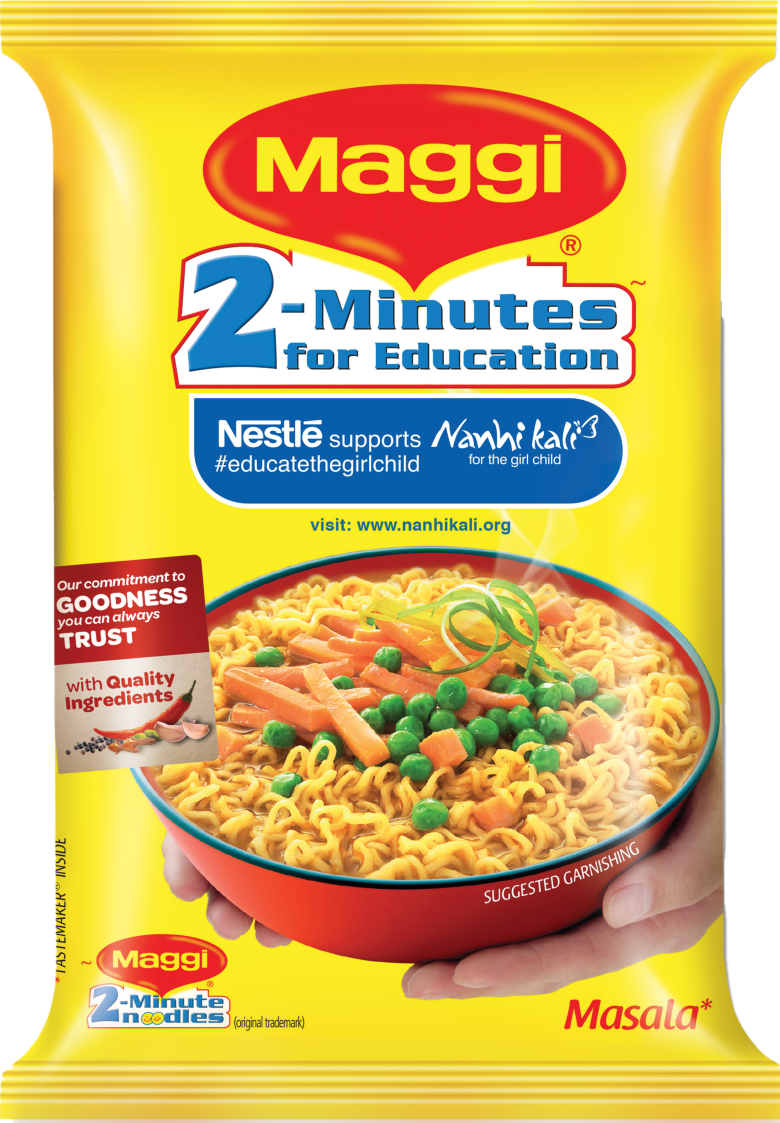 Maggi
®
2-Minutes~
for Education
Nestlé supports Nanhi kali
#educatethegirlchild for the girl child
visit: www.nanhikali.org
Our commitment to
GOODNESS
you can always
TRUST
with Quality
Ingredients
SUGGESTED GARNISHING
* TASTEMAKER® INSIDE
~ Maggi
®
2-Minute
noodles (original trademark)
Masala*